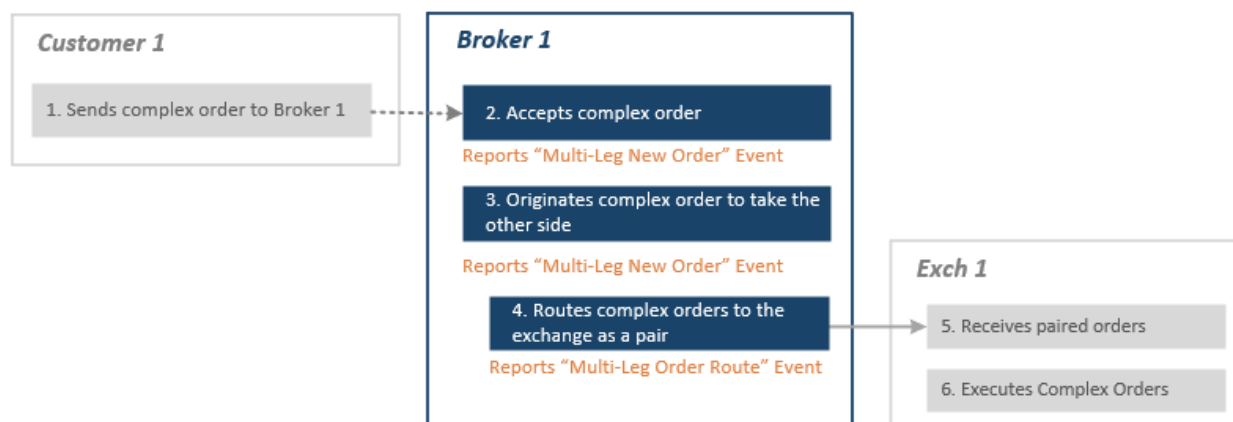 Customer 1
1. Sends complex order to Broker 1
Broker 1
2. Accepts complex order
Reports “Multi-Leg New Order” Event
3. Originates complex order to take the
other side
Reports “Multi-Leg New Order” Event
4. Routes complex orders to the
exchange as a pair
Reports “Multi-Leg Order Route” Event
Exch 1
5. Receives paired orders
6. Executes Complex Orders